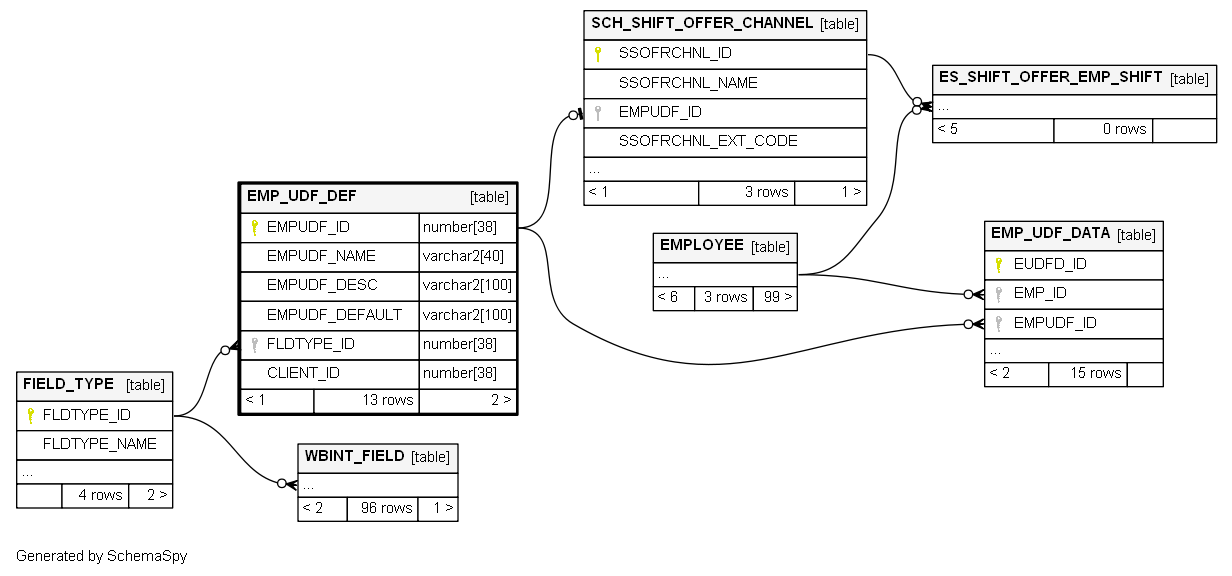 SCH_SHIFT_OFFER_CHANNEL [table]
SSOFRCHNL_ID
SSOFRCHNL_NAME
EMPUDF_ID
SSOFRCHNL_EXT_CODE
...
< 1 3 rows 1 >
ES_SHIFT_OFFER_EMP_SHIFT [table]
...
< 5 0 rows
EMP_UDF_DEF [table]
EMPUDF_ID number[38]
EMPUDF_NAME varchar2[40]
EMPUDF_DESC varchar2[100]
EMPUDF_DEFAULT varchar2[100]
FLDTYPE_ID number[38]
CLIENT_ID number[38]
< 1 13 rows 2 >
EMPLOYEE [table]
...
< 6 3 rows 99 >
EMP_UDF_DATA [table]
EUDFD_ID
EMP_ID
EMPUDF_ID
...
< 2 15 rows
FIELD_TYPE [table]
FLDTYPE_ID
FLDTYPE_NAME
...
4 rows 2 >
WBINT_FIELD [table]
...
< 2 96 rows 1 >
Generated by SchemaSpy